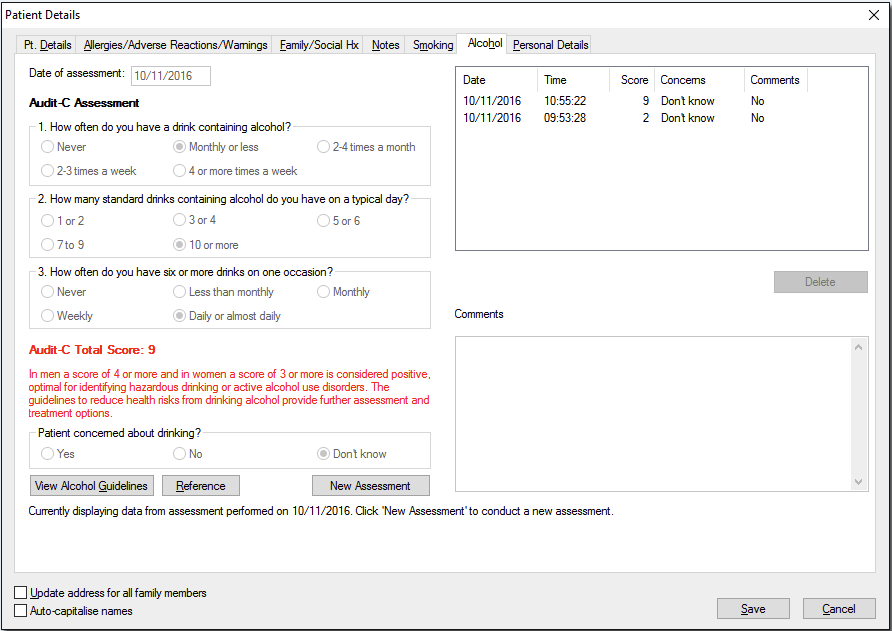 Patient Details
Pt. Details Allergies/Adverse Reactions/Warnings Family/Social Hx Notes Smoking Alcohol Personal Details
Date of assessment: 10/11/2016
Audit-C Assessment
1. How often do you have a drink containing alcohol?
Never Monthly or less 2-4 times a month
2-3 times a week 4 or more times a week
2. How many standard drinks containing alcohol do you have on a typical day?
1 or 2 3 or 4 5 or 6
7 to 9 10 or more
3. How often do you have six or more drinks on one occasion?
Never Less than monthly Monthly
Weekly Daily or almost daily
Audit-C Total Score: 9
In men a score of 4 or more and in women a score of 3 or more is considered positive,
optimal for identifying hazardous drinking or active alcohol use disorders. The
guidelines to reduce health risks from drinking alcohol provide further assessment and
treatment options.
Patient concerned about drinking?
Yes No Don't know
View Alcohol Guidelines Reference New Assessment
Currently displaying data from assessment performed on 10/11/2016. Click 'New Assessment' to conduct a new assessment.
Date Time Score Concerns Comments
10/11/2016 10:55:22 9 Don't know No
10/11/2016 09:53:28 2 Don't know No
Delete
Comments
Update address for all family members
Auto-capitalise names
Save Cancel